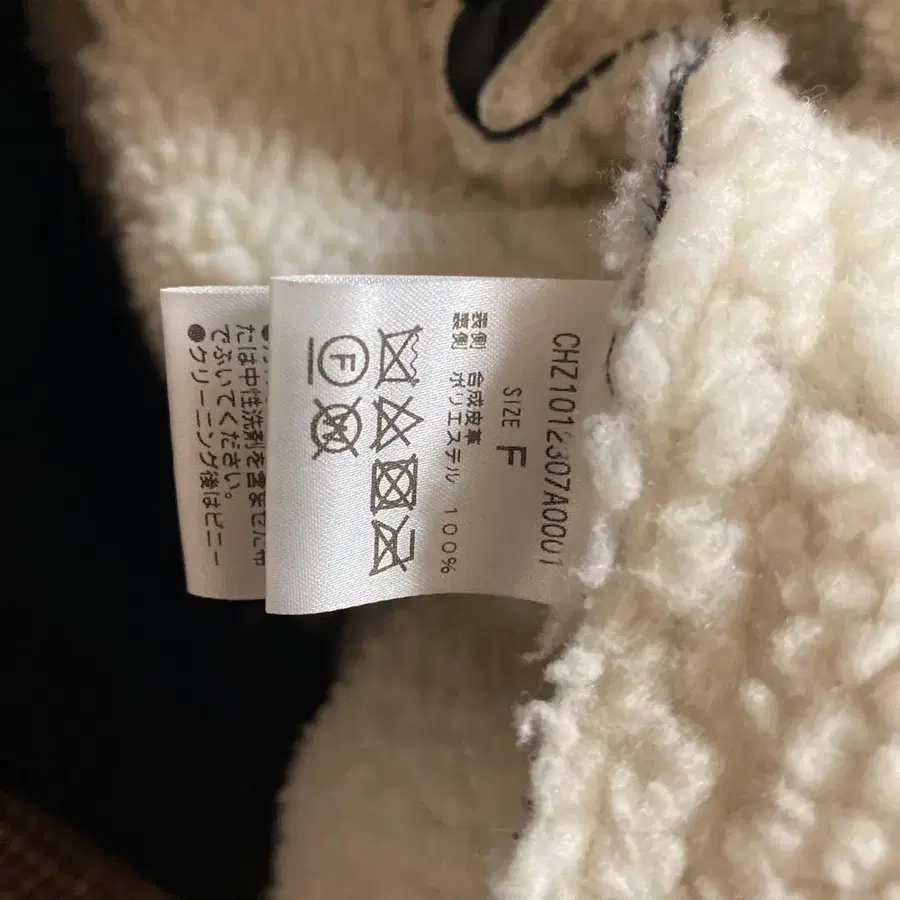 CHZ1012307A0001
SIZE F
表側 合成皮革
裏側 ポリエステル 100%
F
たは中性洗剤を含ませた布
でふいてください。
●クリーニング後はビニー